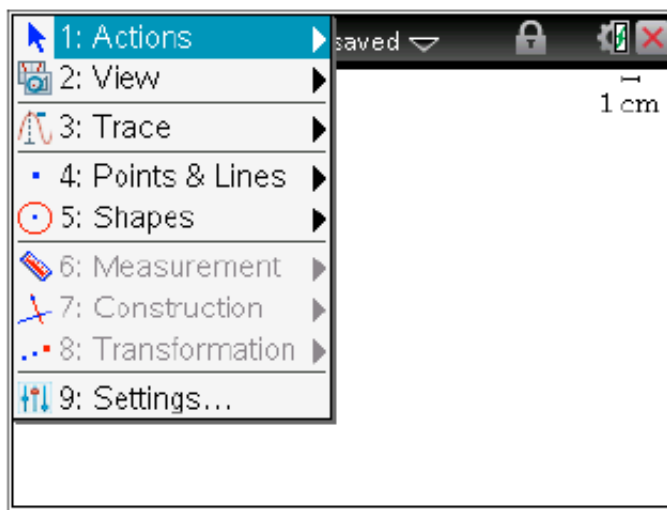 1: Actions
saved
2: View
1 cm
3: Trace
4: Points & Lines
5: Shapes
6: Measurement
7: Construction
8: Transformation
9: Settings...